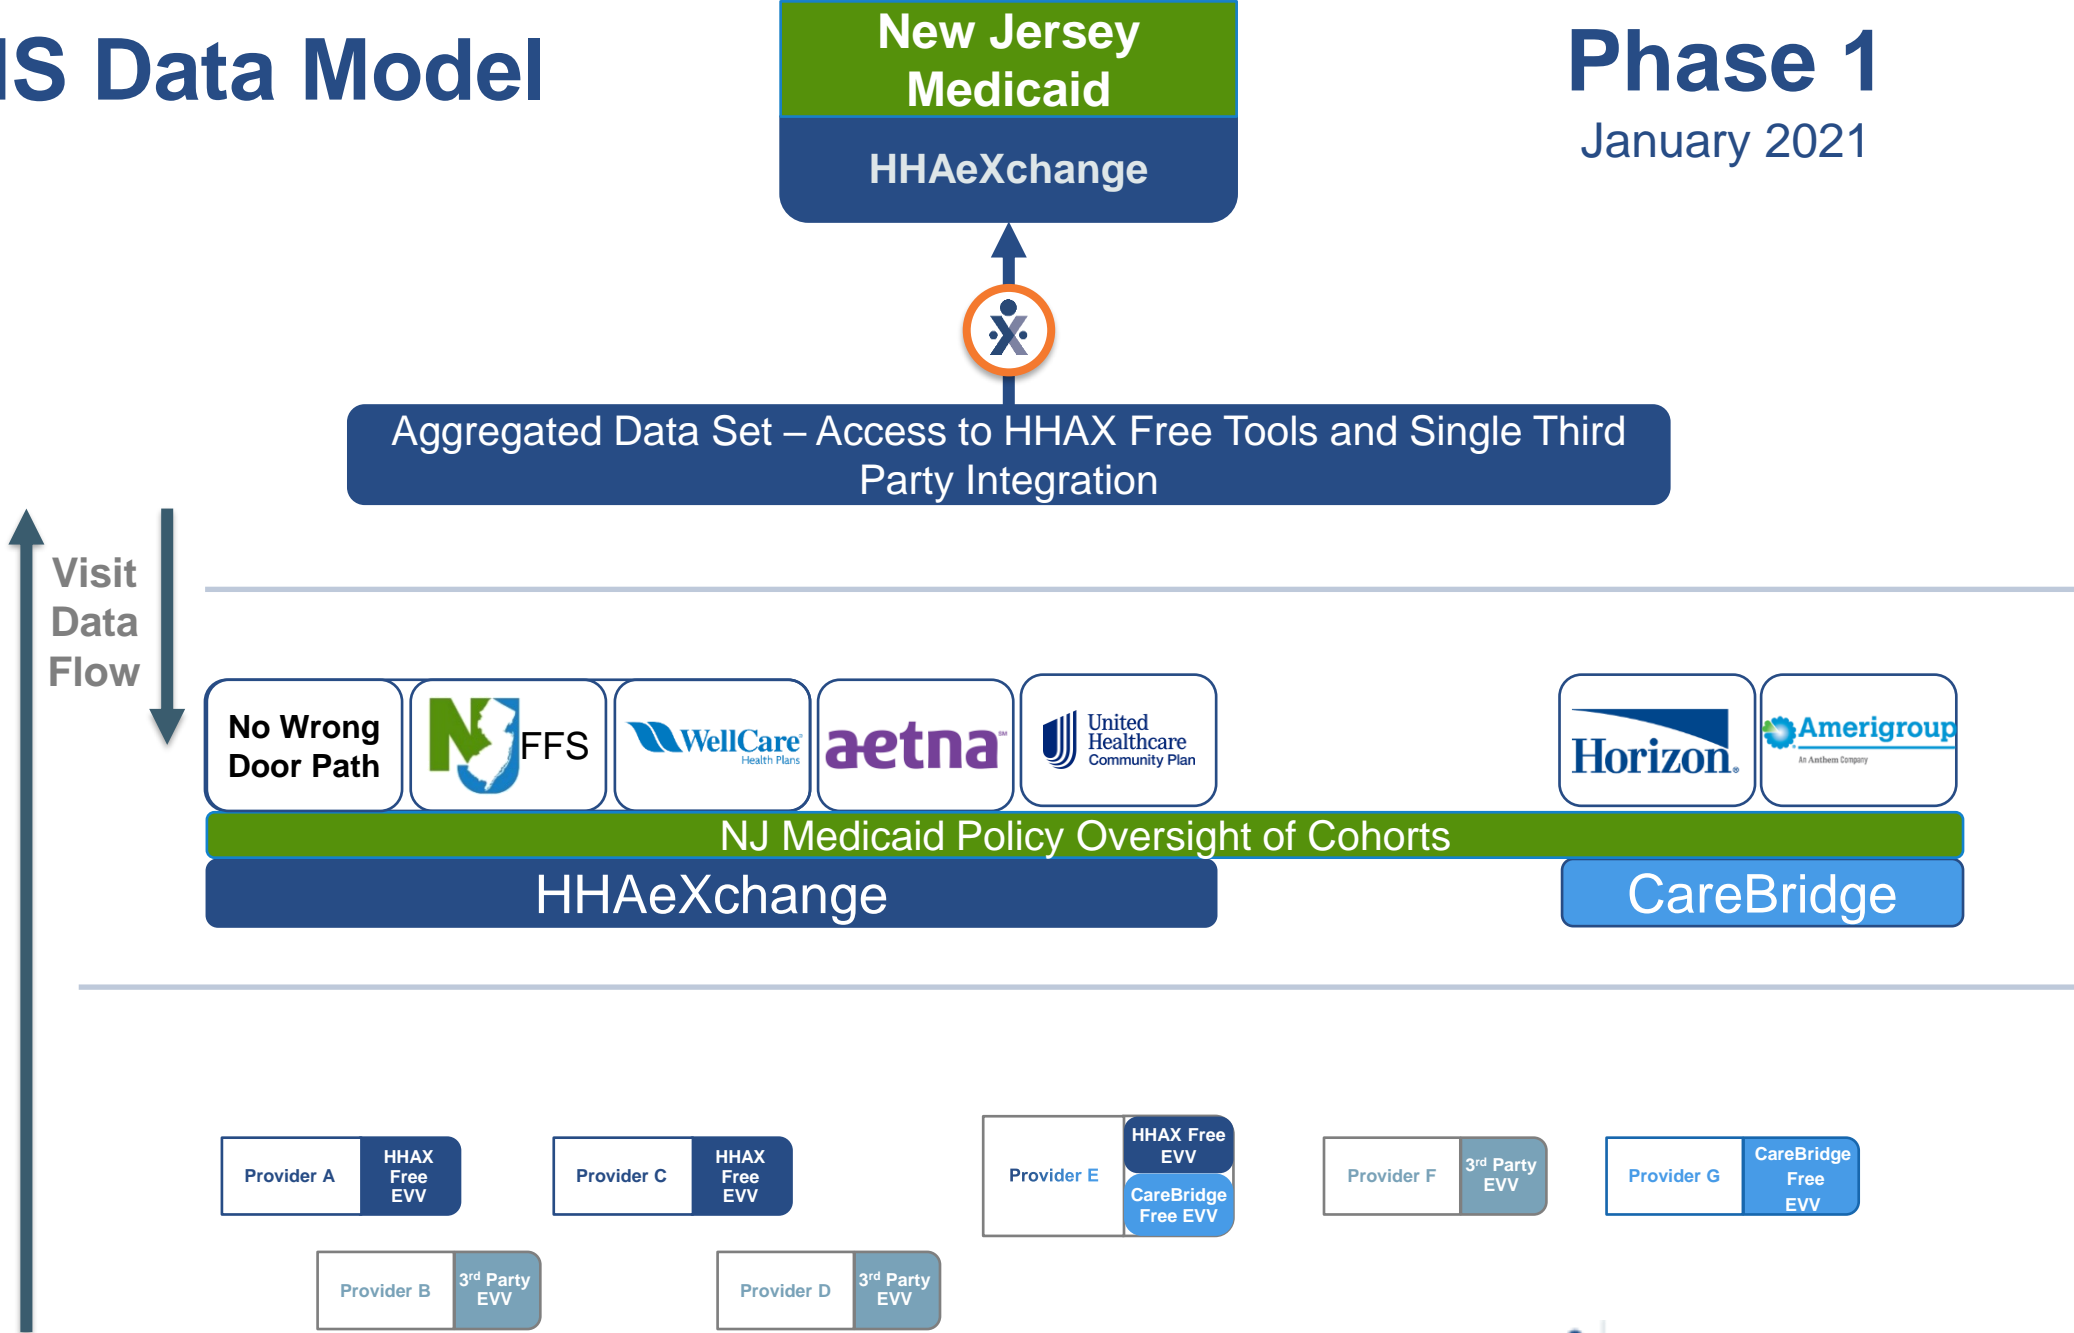 IS Data Model
New Jersey
Medicaid
HHAeXchange
Phase 1
January 2021
Aggregated Data Set – Access to HHAX Free Tools and Single Third
Party Integration
Visit
Data
Flow
No Wrong
Door Path
NJ FFS
WellCare
Health Plans
aetna℠
United
Healthcare
Community Plan
Horizon®
Amerigroup
An Anthem Company
NJ Medicaid Policy Oversight of Cohorts
HHAeXchange
CareBridge
Provider A
HHAX
Free
EVV
Provider C
HHAX
Free
EVV
Provider E
HHAX Free
EVV
CareBridge
Free EVV
Provider F
3rd Party
EVV
Provider G
CareBridge
Free
EVV
Provider B
3rd Party
EVV
Provider D
3rd Party
EVV